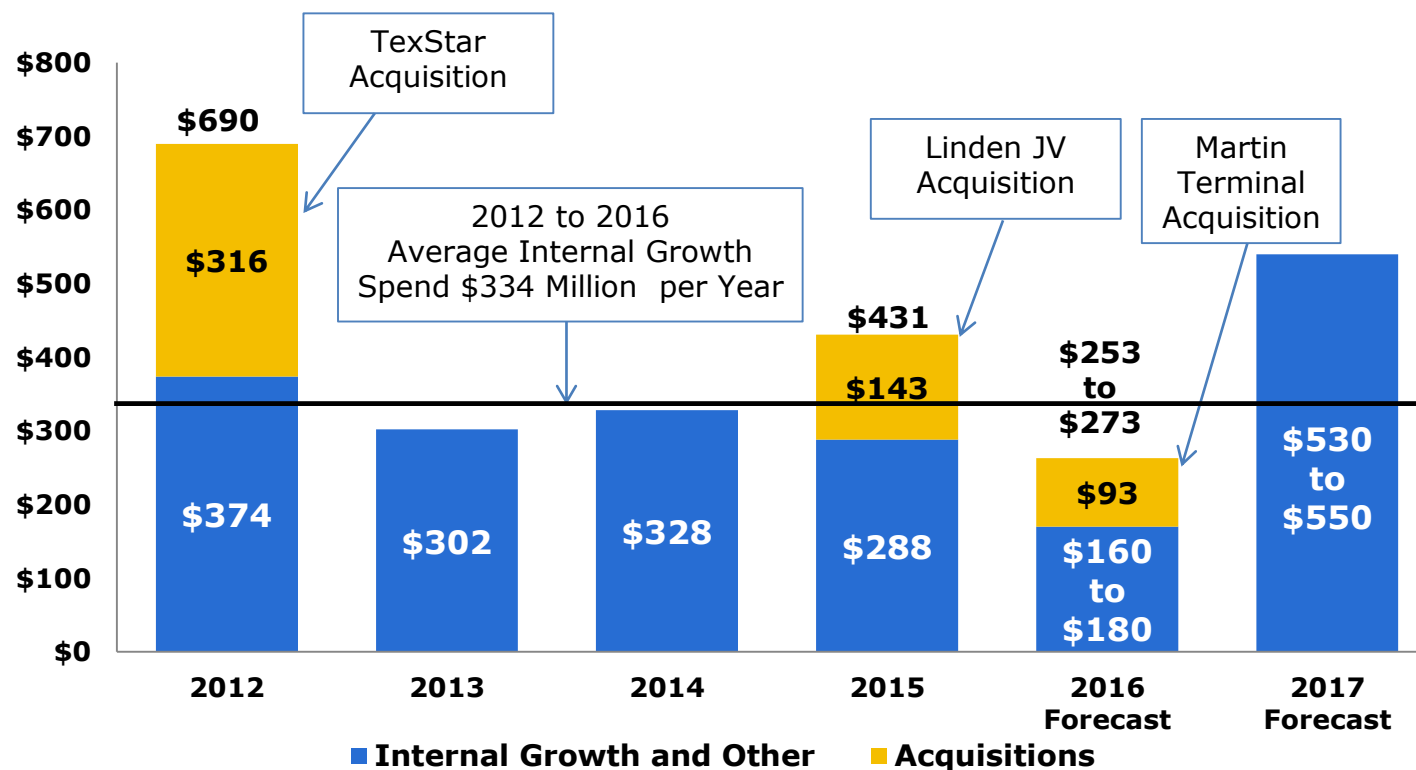 TexStar
Acquisition
$800
$700
$600
$500
$400
$300
$200
$100
$0
$690
$316
$374
2012 to 2016
Average Internal Growth
Spend $334 Million  per Year
$302
$328
Linden JV
Acquisition
$431
$143
$288
Martin
Terminal
Acquisition
$253
to
$273
$93
$160
to
$180
$530
to
$550
2012
2013
2014
2015
2016
Forecast
2017
Forecast
Internal Growth and Other
Acquisitions